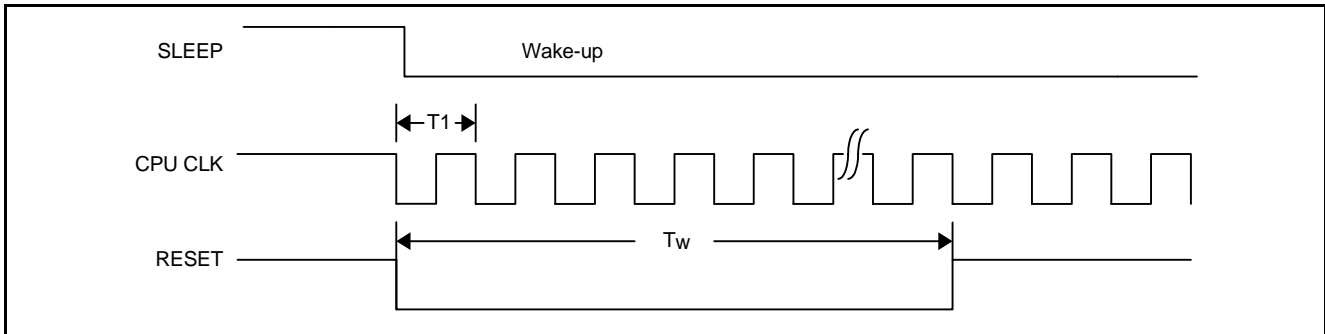 SLEEP
Wake-up
T1
CPU CLK
TW
RESET